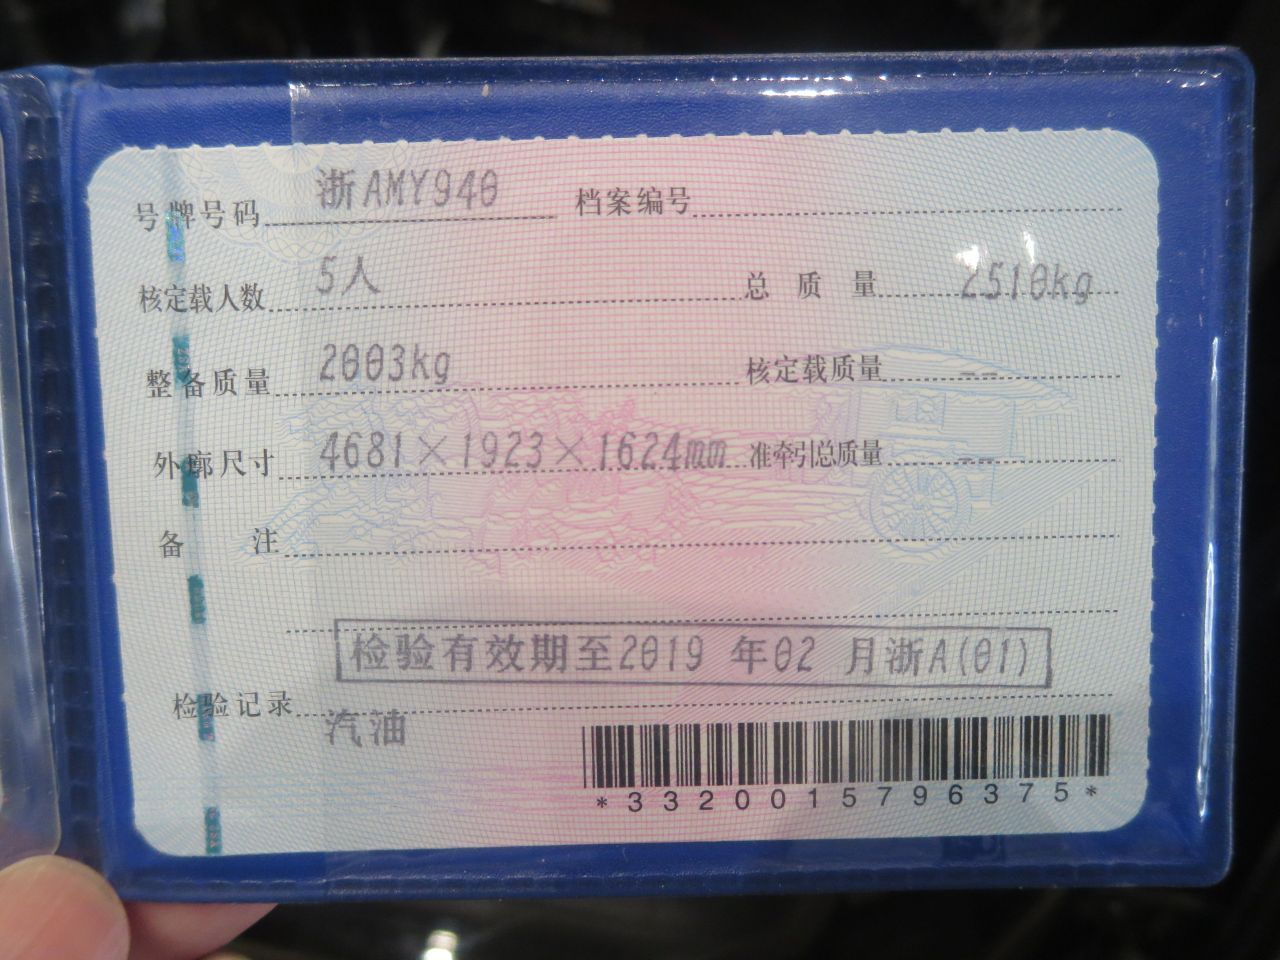 号牌号码 浙AMY940 档案编号
核定载人数 5人 总质量 2510kg
整备质量 2003kg 核定载质量 --
外廓尺寸 4681×1923×1624mm 准牵引总质量 --
备注
检验有效期至2019年02月浙A(01)
检验记录
汽油
*3320015796375*